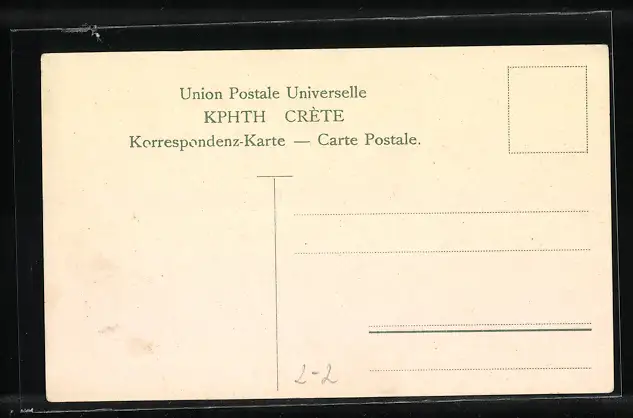 Union Postale Universelle
ΚΡΗΤΗ CRÈTE
Korrespondenz-Karte — Carte Postale.
2-2